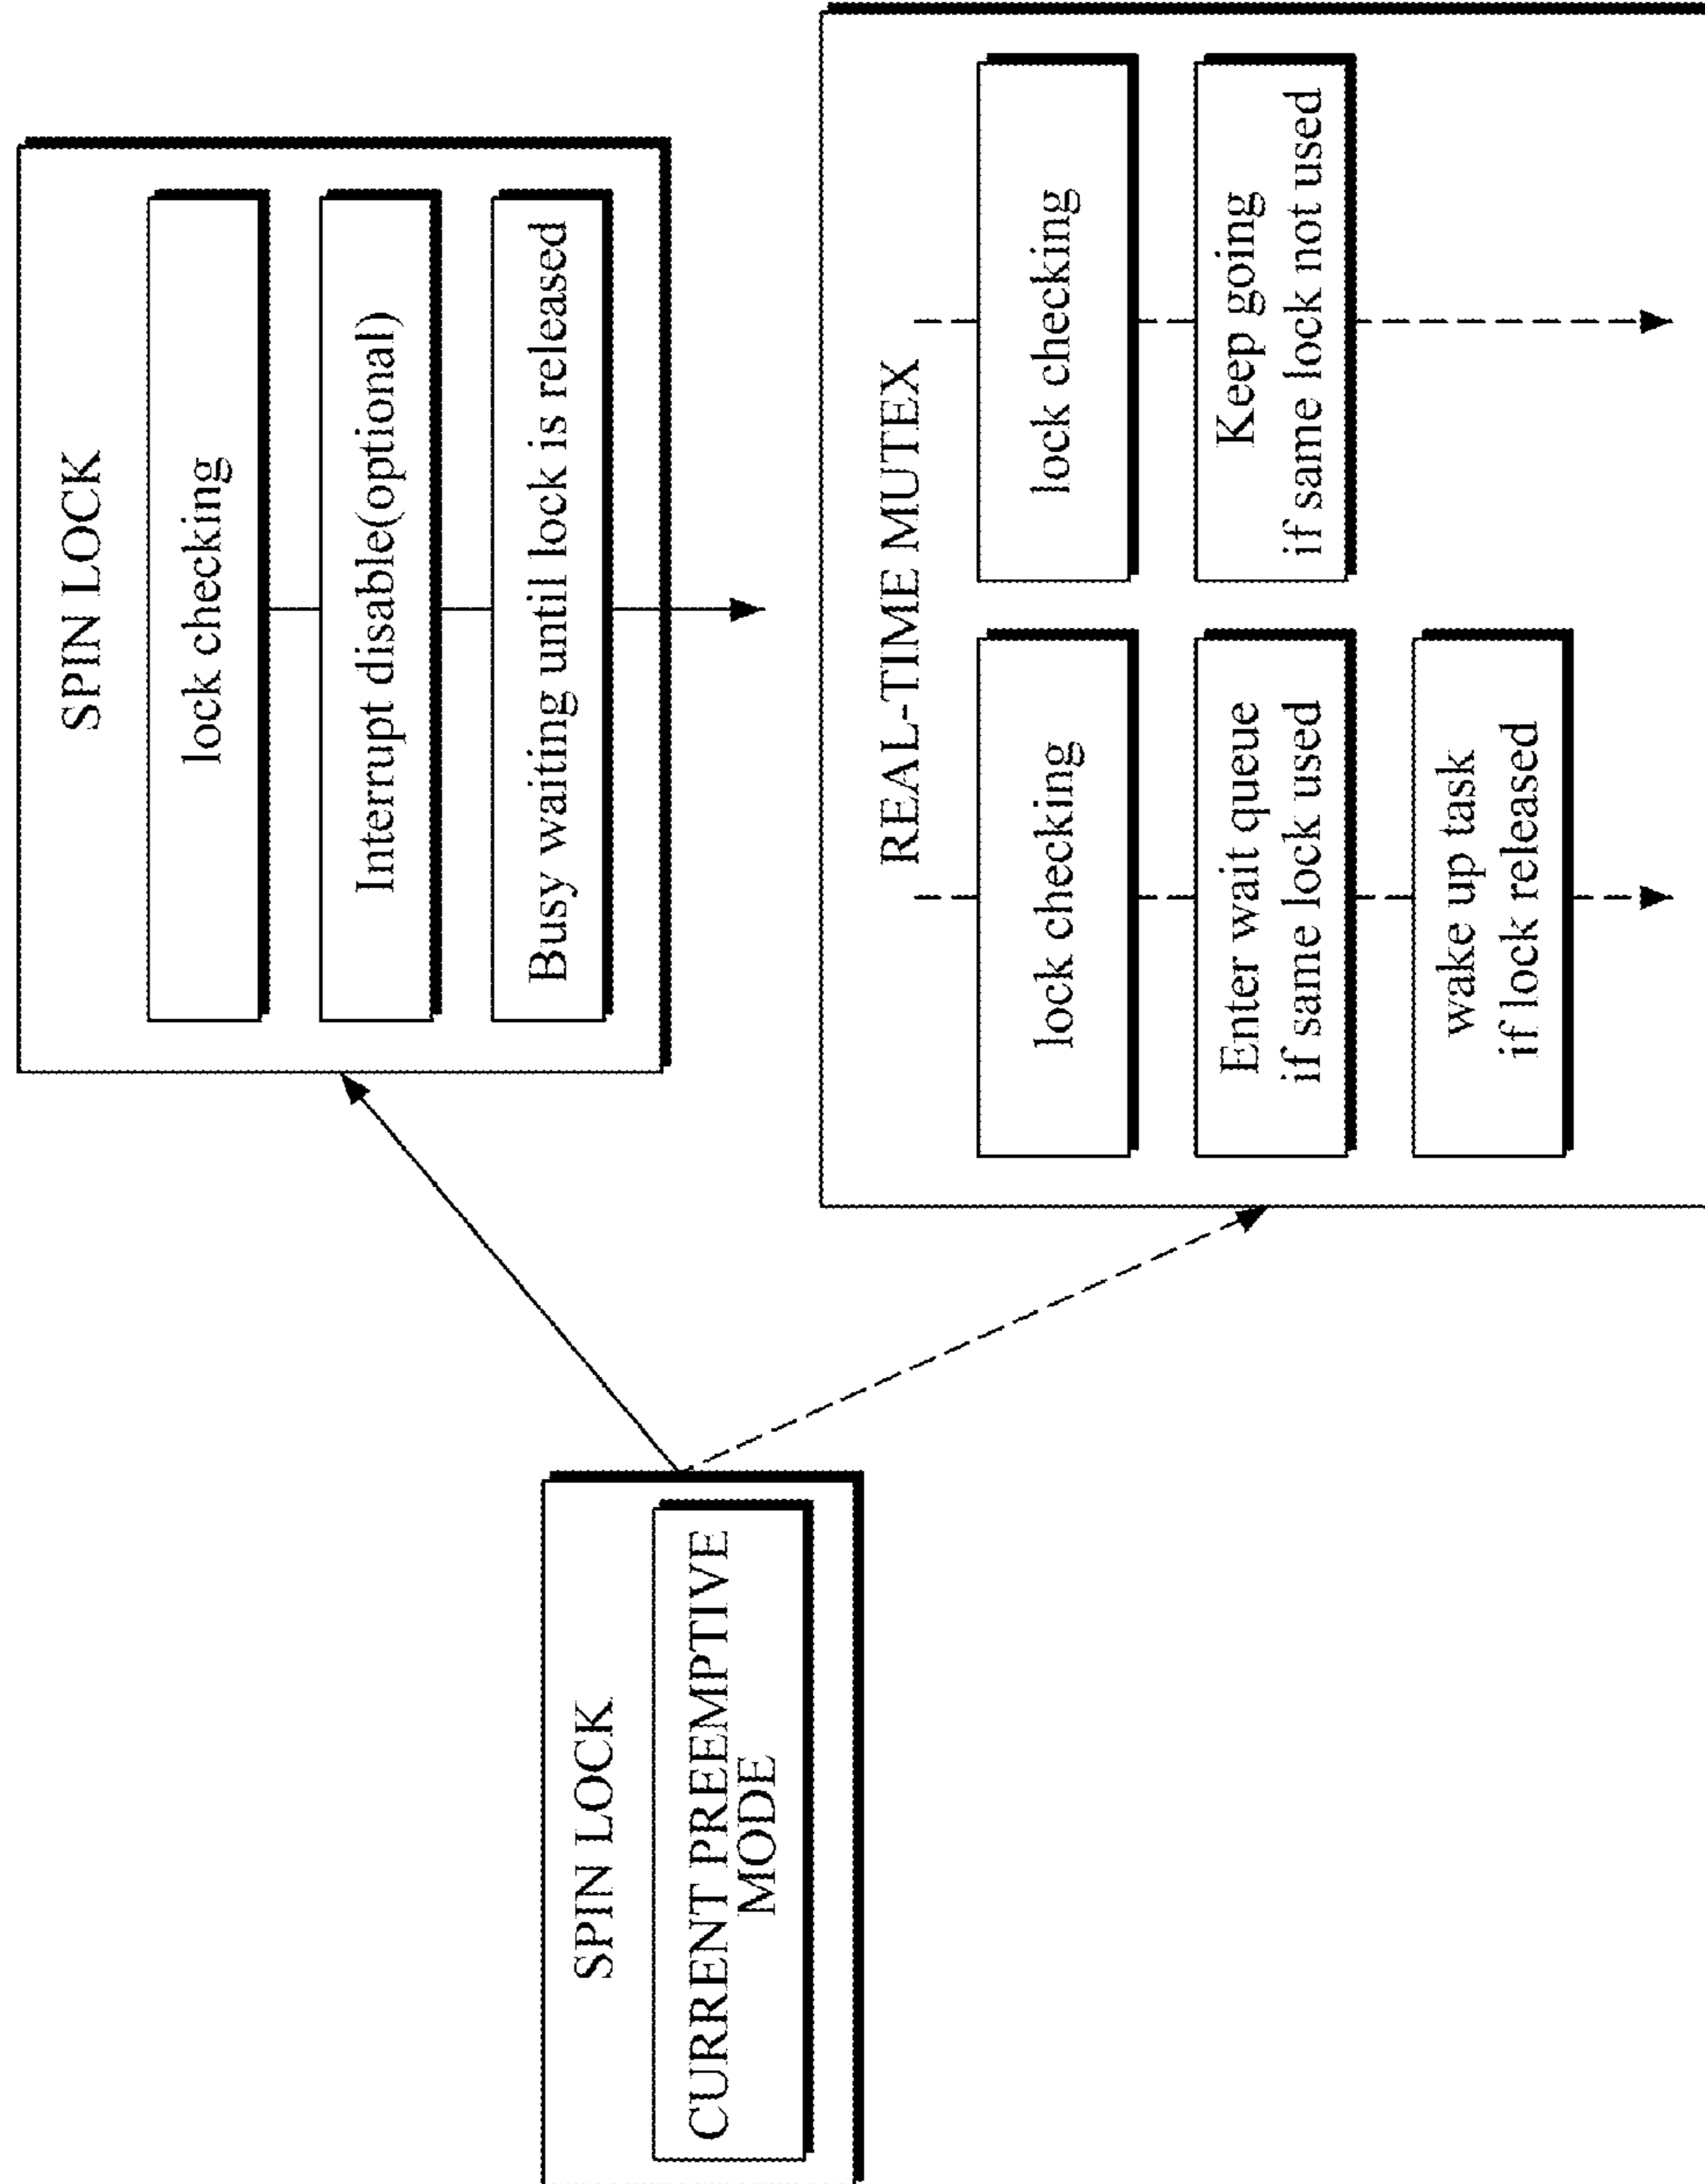 SPIN LOCK
CURRENT PREEMPTIVE
MODE
SPIN LOCK
lock checking
Interrupt disable(optional)
Busy waiting until lock is released
REAL-TIME MUTEX
lock checking
Enter wait queue
if same lock used
wake up task
if lock released
lock checking
Keep going
if same lock not used